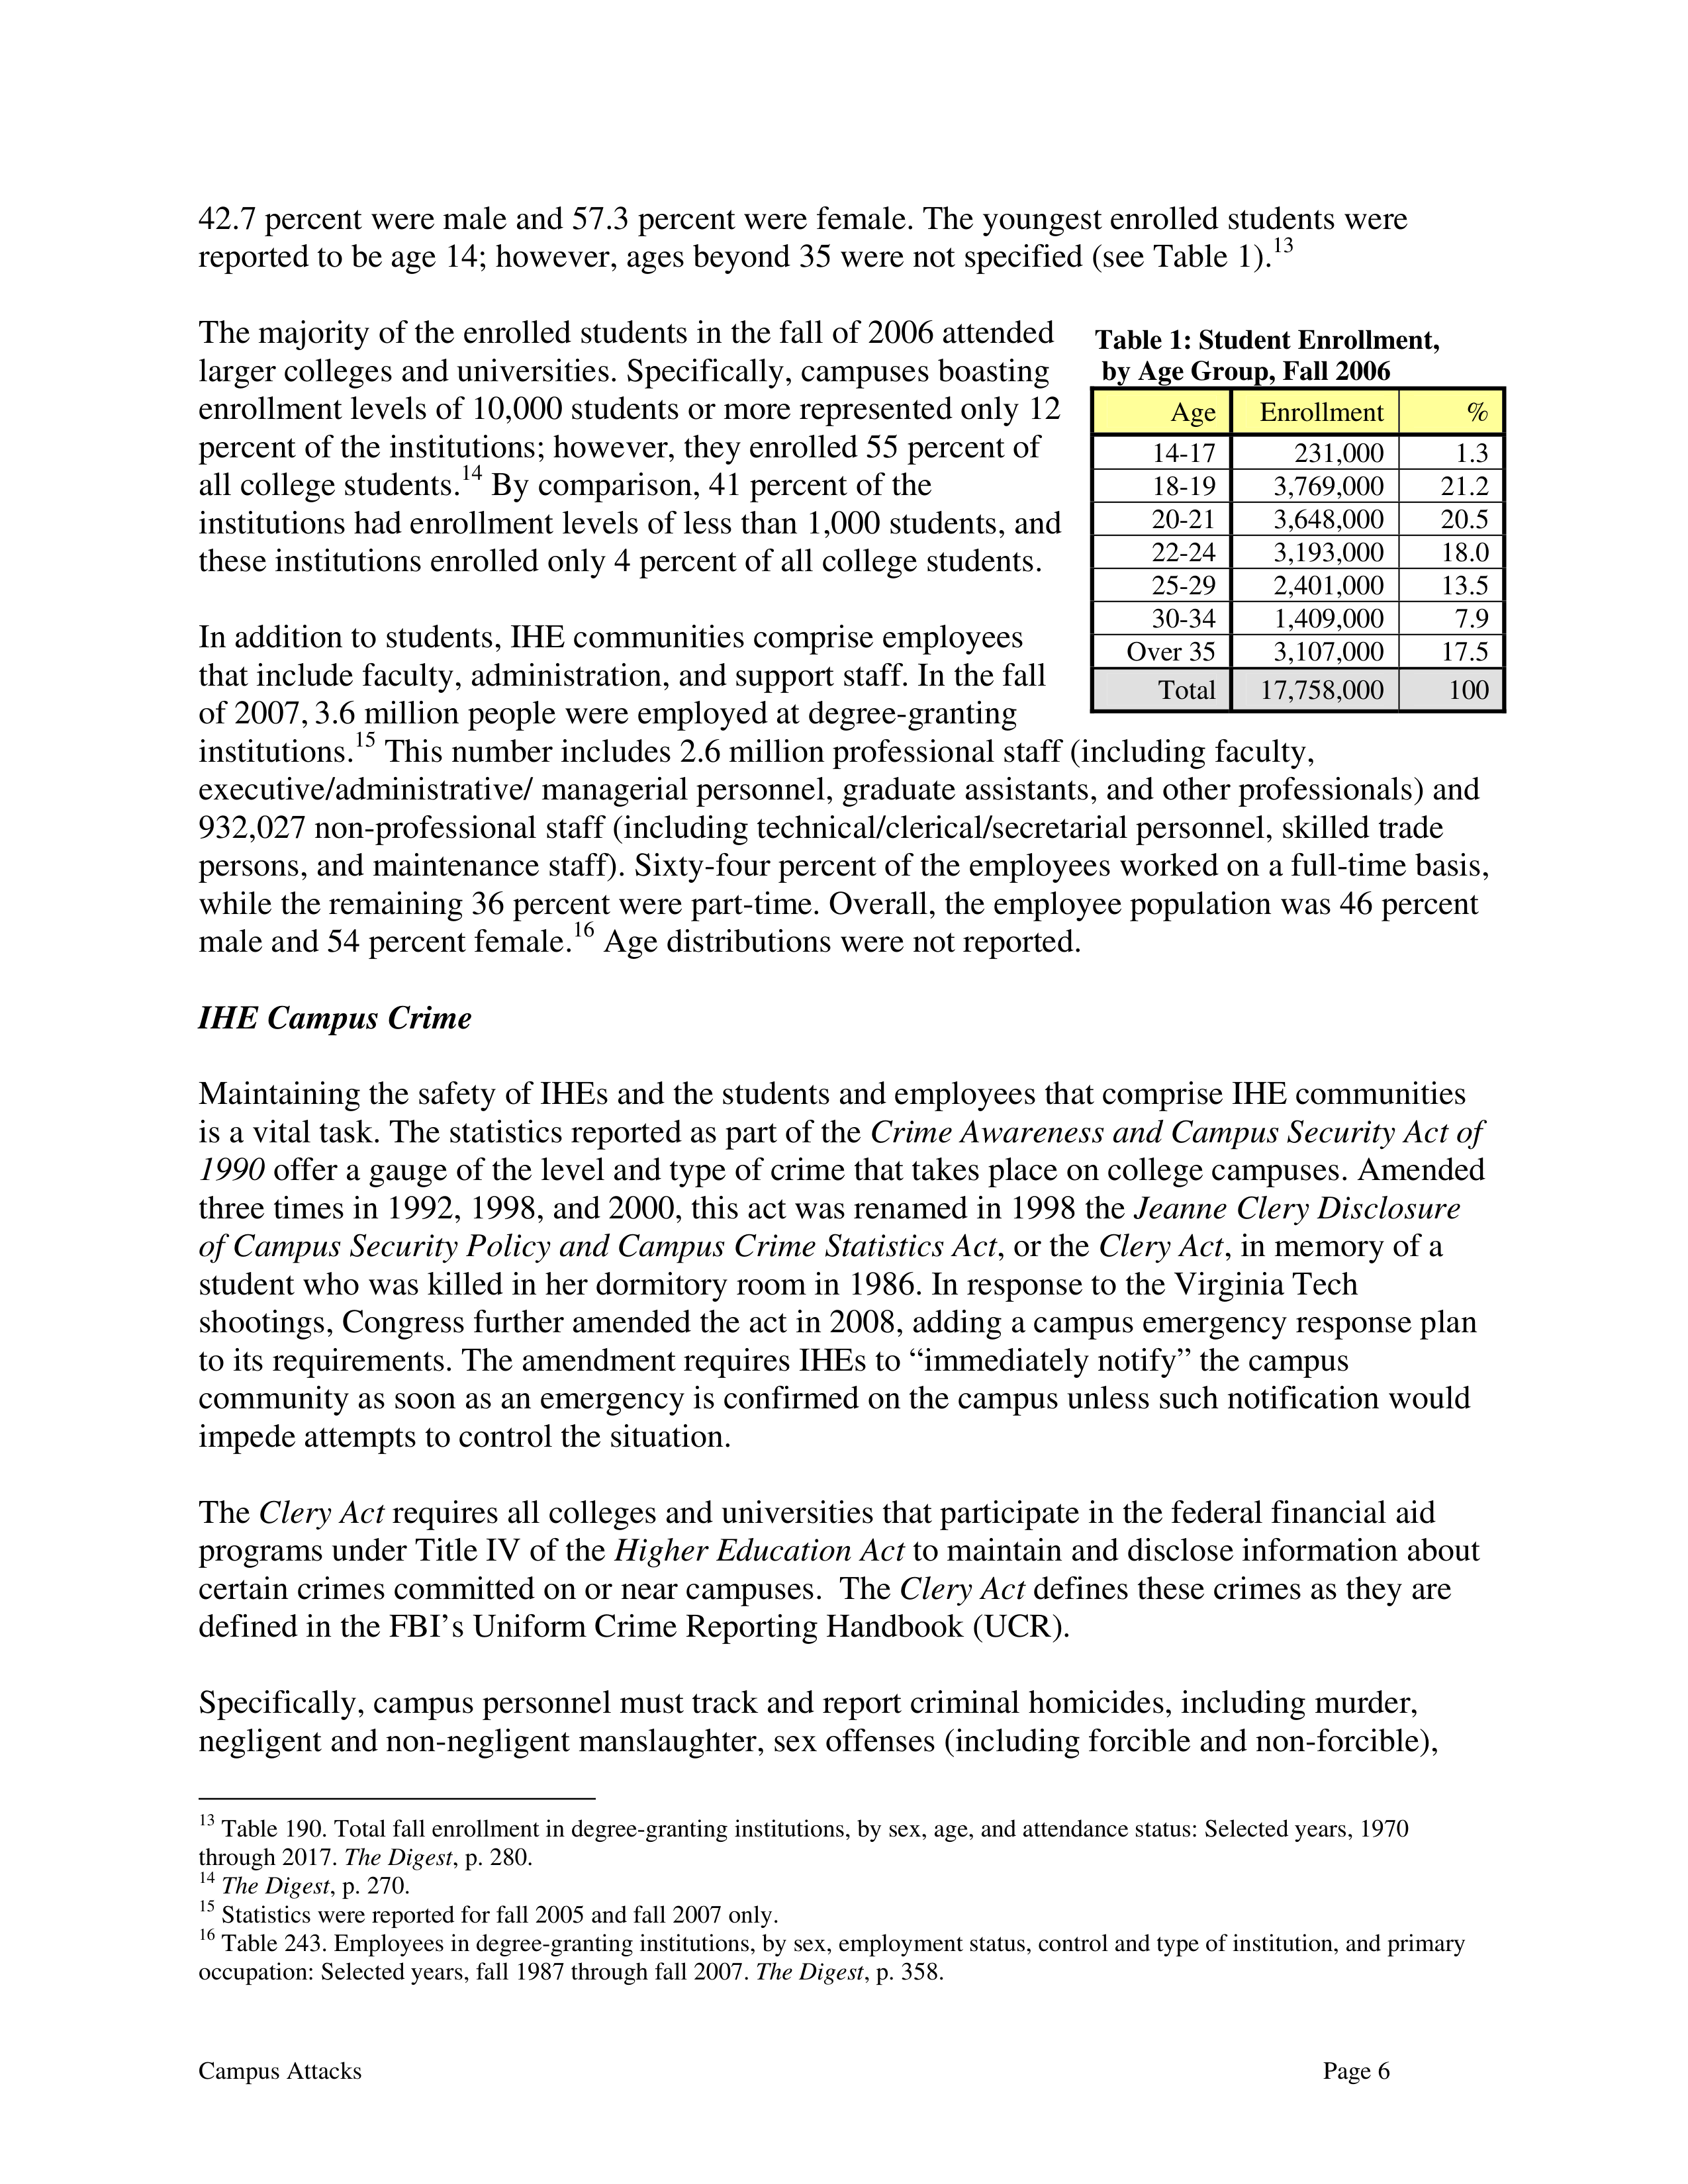 42.7 percent were male and 57.3 percent were female. The youngest enrolled students were
reported to be age 14; however, ages beyond 35 were not specified (see Table 1).13
The majority of the enrolled students in the fall of 2006 attended
larger colleges and universities. Specifically, campuses boasting
enrollment levels of 10,000 students or more represented only 12
percent of the institutions; however, they enrolled 55 percent of
all college students.14 By comparison, 41 percent of the
institutions had enrollment levels of less than 1,000 students, and
these institutions enrolled only 4 percent of all college students.
Table 1: Student Enrollment,
by Age Group, Fall 2006
Age Enrollment %
14-17 231,000 1.3
18-19 3,769,000 21.2
20-21 3,648,000 20.5
22-24 3,193,000 18.0
25-29 2,401,000 13.5
30-34 1,409,000 7.9
Over 35 3,107,000 17.5
Total 17,758,000 100
In addition to students, IHE communities comprise employees
that include faculty, administration, and support staff. In the fall
of 2007, 3.6 million people were employed at degree-granting
institutions.15 This number includes 2.6 million professional staff (including faculty,
executive/administrative/ managerial personnel, graduate assistants, and other professionals) and
932,027 non-professional staff (including technical/clerical/secretarial personnel, skilled trade
persons, and maintenance staff). Sixty-four percent of the employees worked on a full-time basis,
while the remaining 36 percent were part-time. Overall, the employee population was 46 percent
male and 54 percent female.16 Age distributions were not reported.
IHE Campus Crime
Maintaining the safety of IHEs and the students and employees that comprise IHE communities
is a vital task. The statistics reported as part of the Crime Awareness and Campus Security Act of
1990 offer a gauge of the level and type of crime that takes place on college campuses. Amended
three times in 1992, 1998, and 2000, this act was renamed in 1998 the Jeanne Clery Disclosure
of Campus Security Policy and Campus Crime Statistics Act, or the Clery Act, in memory of a
student who was killed in her dormitory room in 1986. In response to the Virginia Tech
shootings, Congress further amended the act in 2008, adding a campus emergency response plan
to its requirements. The amendment requires IHEs to “immediately notify” the campus
community as soon as an emergency is confirmed on the campus unless such notification would
impede attempts to control the situation.
The Clery Act requires all colleges and universities that participate in the federal financial aid
programs under Title IV of the Higher Education Act to maintain and disclose information about
certain crimes committed on or near campuses. The Clery Act defines these crimes as they are
defined in the FBI’s Uniform Crime Reporting Handbook (UCR).
Specifically, campus personnel must track and report criminal homicides, including murder,
negligent and non-negligent manslaughter, sex offenses (including forcible and non-forcible),
13 Table 190. Total fall enrollment in degree-granting institutions, by sex, age, and attendance status: Selected years, 1970
through 2017. The Digest, p. 280.
14 The Digest, p. 270.
15 Statistics were reported for fall 2005 and fall 2007 only.
16 Table 243. Employees in degree-granting institutions, by sex, employment status, control and type of institution, and primary
occupation: Selected years, fall 1987 through fall 2007. The Digest, p. 358.
Campus Attacks Page 6